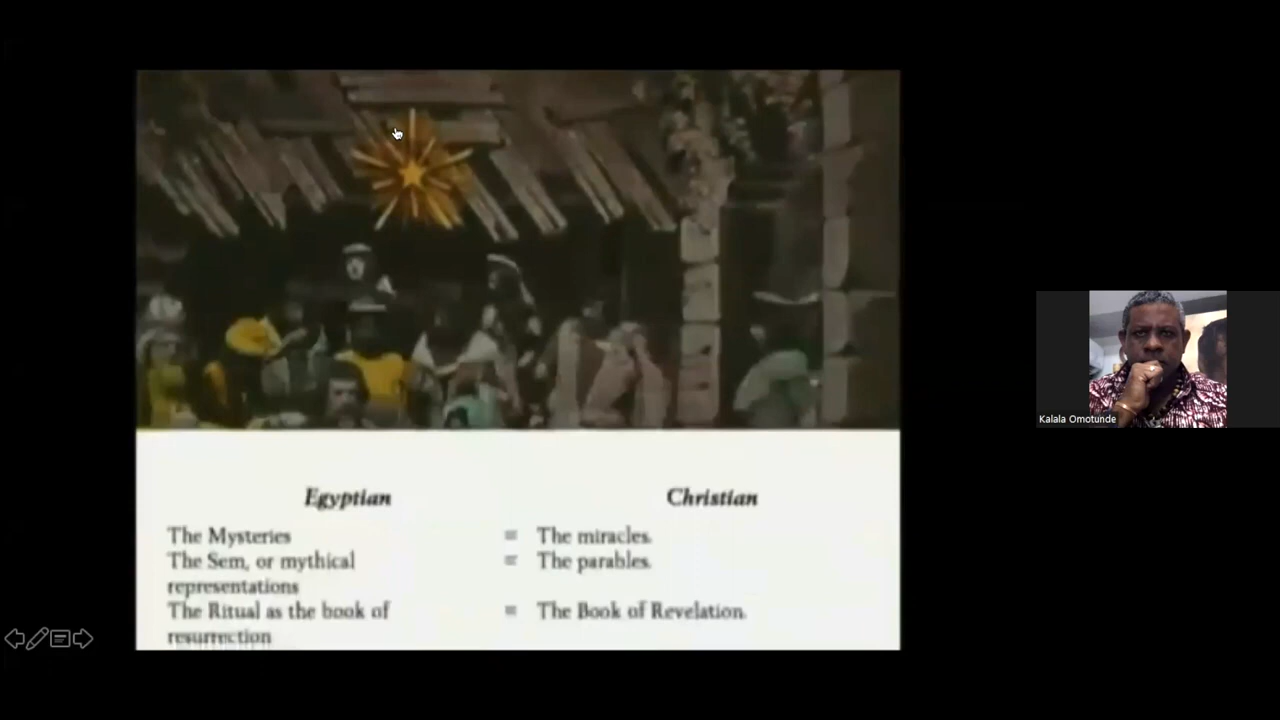 Egyptian Christian
The Mysteries = The miracles.
The Sem, or mythical = The parables.
representations
The Ritual as the book of = The Book of Revelation.
resurrection
Kalala Omotunde